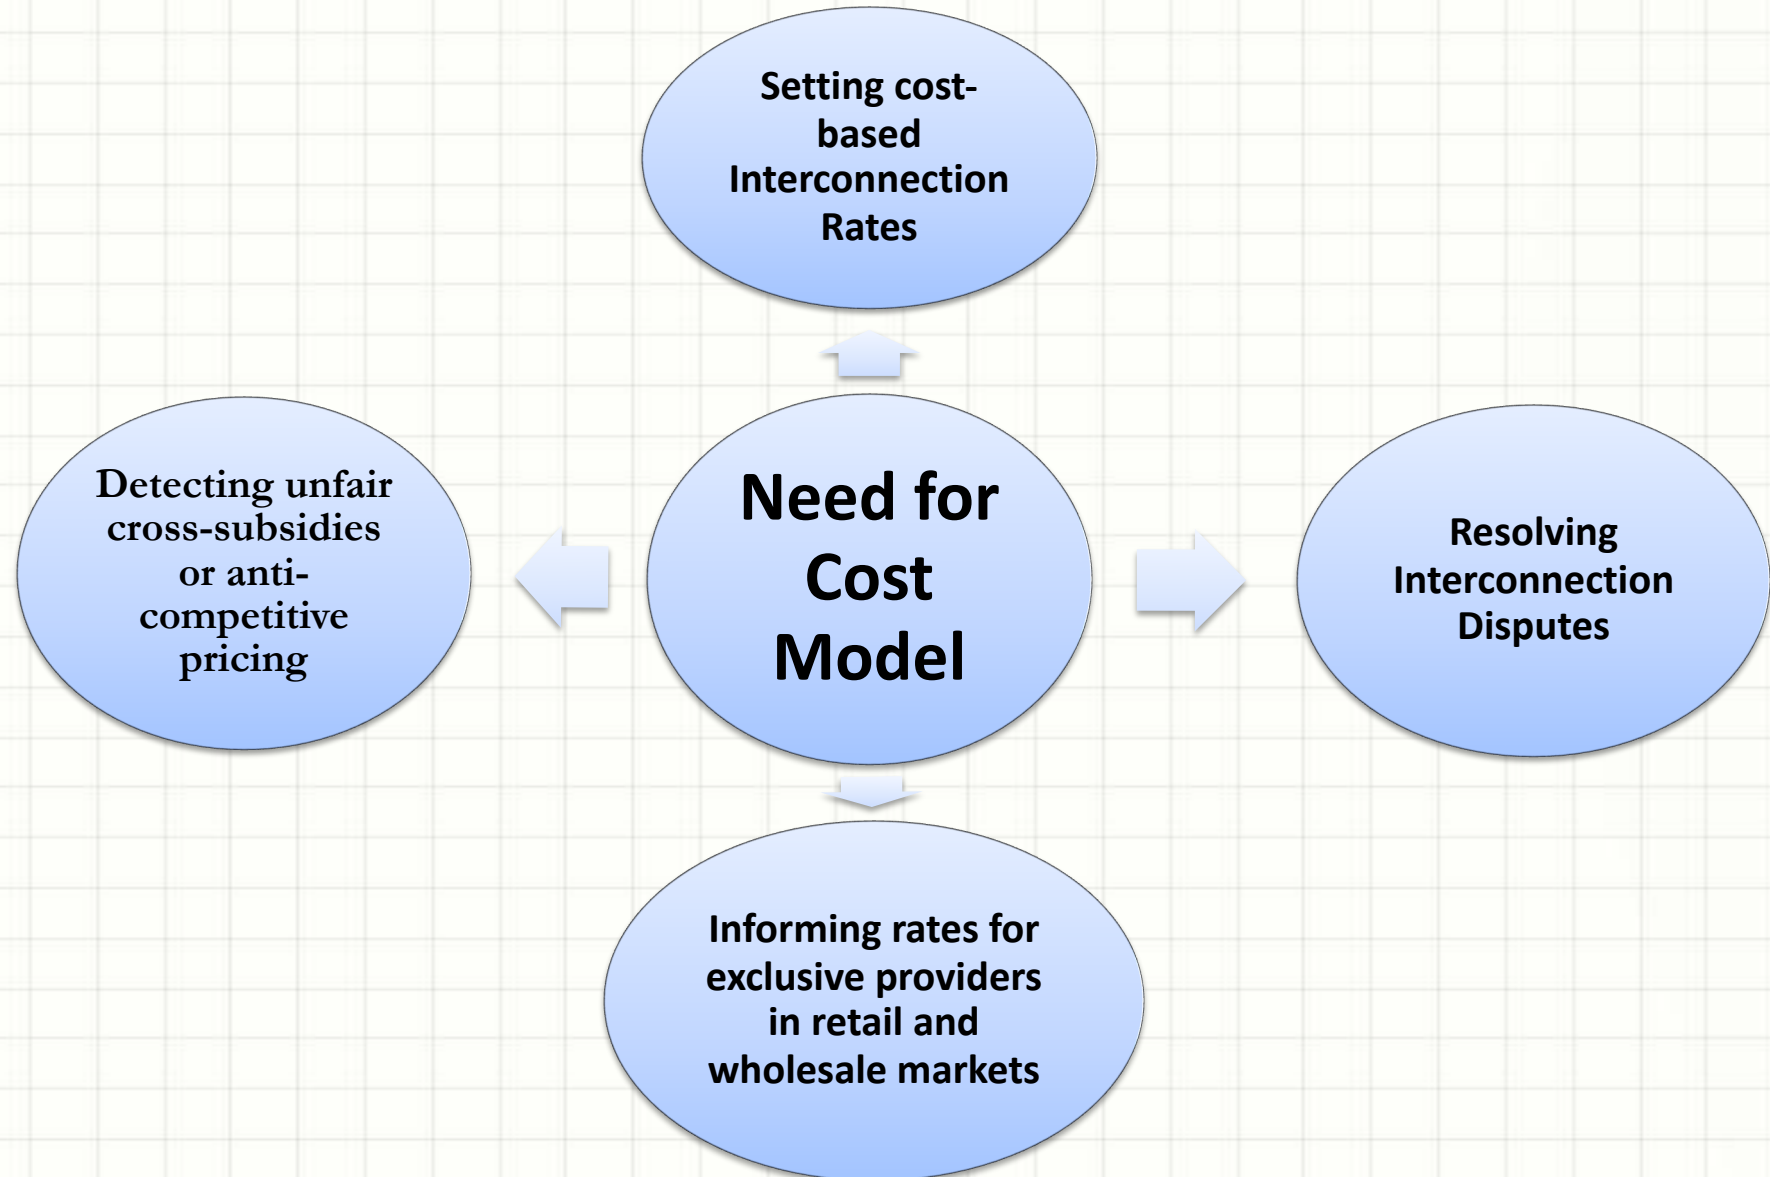 Setting cost-
based
Interconnection
Rates
Detecting unfair
cross-subsidies
or anti-
competitive
pricing
Need for
Cost
Model
Resolving
Interconnection
Disputes
Informing rates for
exclusive providers
in retail and
wholesale markets